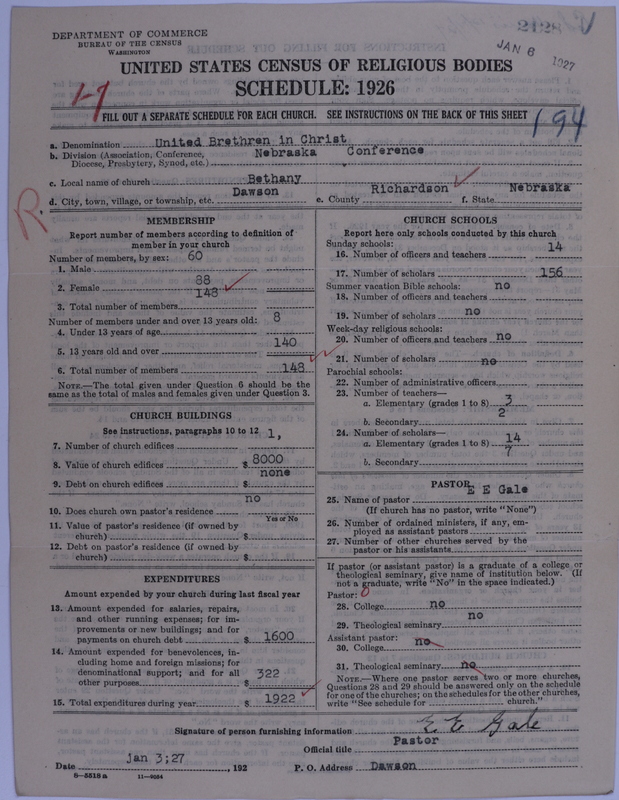 2128
DEPARTMENT OF COMMERCE
BUREAU OF THE CENSUS
WASHINGTON
JAN 6 1927
UNITED STATES CENSUS OF RELIGIOUS BODIES
SCHEDULE: 1926
1-7
FILL OUT A SEPARATE SCHEDULE FOR EACH CHURCH. SEE INSTRUCTIONS ON THE BACK OF THIS SHEET
194
a. Denomination United Brethren in Christ
b. Division (Association, Conference, Diocese, Presbytery, Synod, etc.) Nebraska Conference
c. Local name of church Bethany
d. City, town, village, or township, etc. Dawson e. County Richardson f. State Nebraska
R.
MEMBERSHIP
Report number of members according to definition of
member in your church
Number of members, by sex: 60
1. Male
2. Female 88
148
3. Total number of members
Number of members under and over 13 years old: 8
4. Under 13 years of age
140
5. 13 years old and over
6. Total number of members 148
NOTE.—The total given under Question 6 should be the
same as the total of males and females given under Question 3.
CHURCH BUILDINGS
See instructions, paragraphs 10 to 12 1,
7. Number of church edifices
8. Value of church edifices $ 8000
none
9. Debt on church edifices $
no
10. Does church own pastor's residence
Yes or No
11. Value of pastor's residence (if owned by
church) $
12. Debt on pastor's residence (if owned by
church) $
EXPENDITURES
Amount expended by your church during last fiscal year
13. Amount expended for salaries, repairs,
and other running expenses; for im-
provements or new buildings; and for
payments on church debt $ 1600
14. Amount expended for benevolences, in-
cluding home and foreign missions; for
denominational support; and for all
other purposes $ 322
15. Total expenditures during year $ 1922
CHURCH SCHOOLS
Report here only schools conducted by this church
Sunday schools: 14
16. Number of officers and teachers
17. Number of scholars 156
Summer vacation Bible schools: no
18. Number of officers and teachers
19. Number of scholars no
Week-day religious schools:
20. Number of officers and teachers no
21. Number of scholars no
Parochial schools:
22. Number of administrative officers
23. Number of teachers—
a. Elementary (grades 1 to 8) 3
2
b. Secondary
24. Number of scholars—
a. Elementary (grades 1 to 8) 14
7
b. Secondary
PASTOR
E E Gale
25. Name of pastor
(If church has no pastor, write "None")
26. Number of ordained ministers, if any, em-
ployed as assistant pastors
27. Number of other churches served by the
pastor or his assistants
If pastor (or assistant pastor) is a graduate of a college or
theological seminary, give name of institution below. (If
not a graduate, write "No" in the space indicated.)
Pastor: 0
28. College no
no
29. Theological seminary
Assistant pastor:
30. College no
31. Theological seminary no
NOTE.—Where one pastor serves two or more churches,
Questions 28 and 29 should be answered only on the schedule
for one of the churches; on the schedules for the other churches,
write "See schedule for church."
Signature of person furnishing information E. E. Gale
Official title Pastor
Date jan 3;27, 192 P. O. Address Dawson
8—5518 a 11—9034